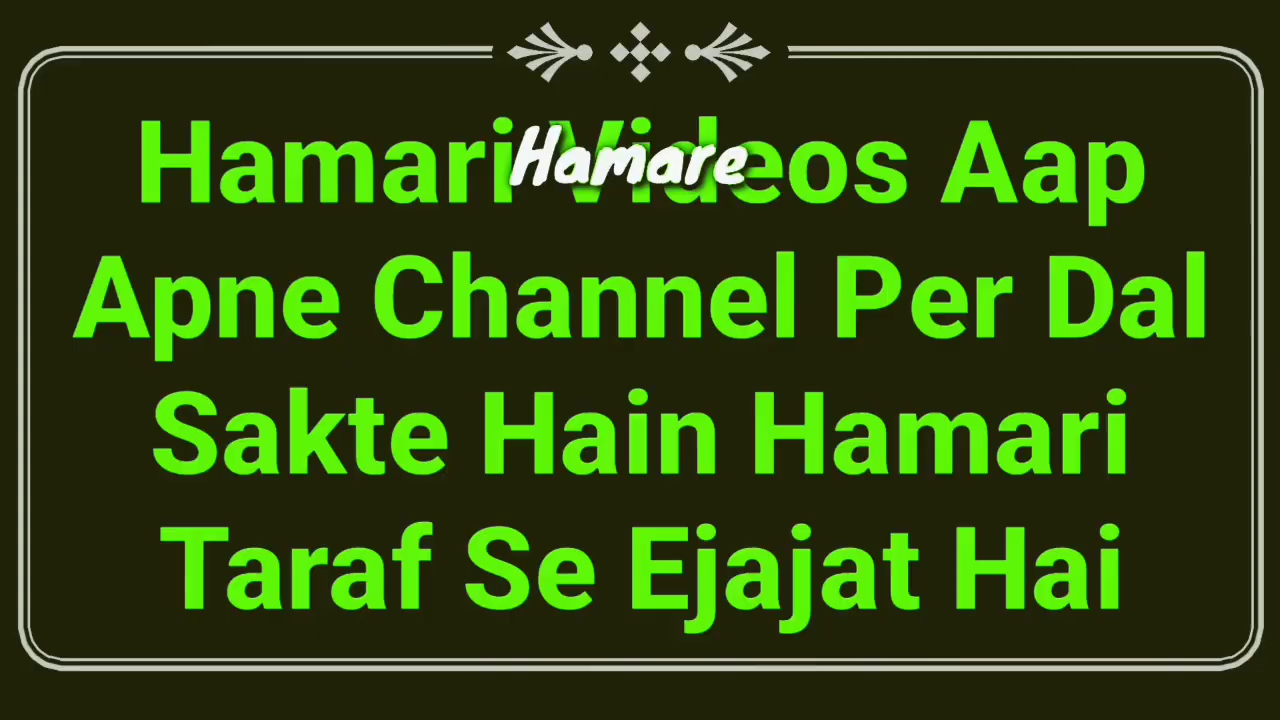 Hamari Videos Aap
Hamare
Apne Channel Per Dal
Sakte Hain Hamari
Taraf Se Ejajat Hai